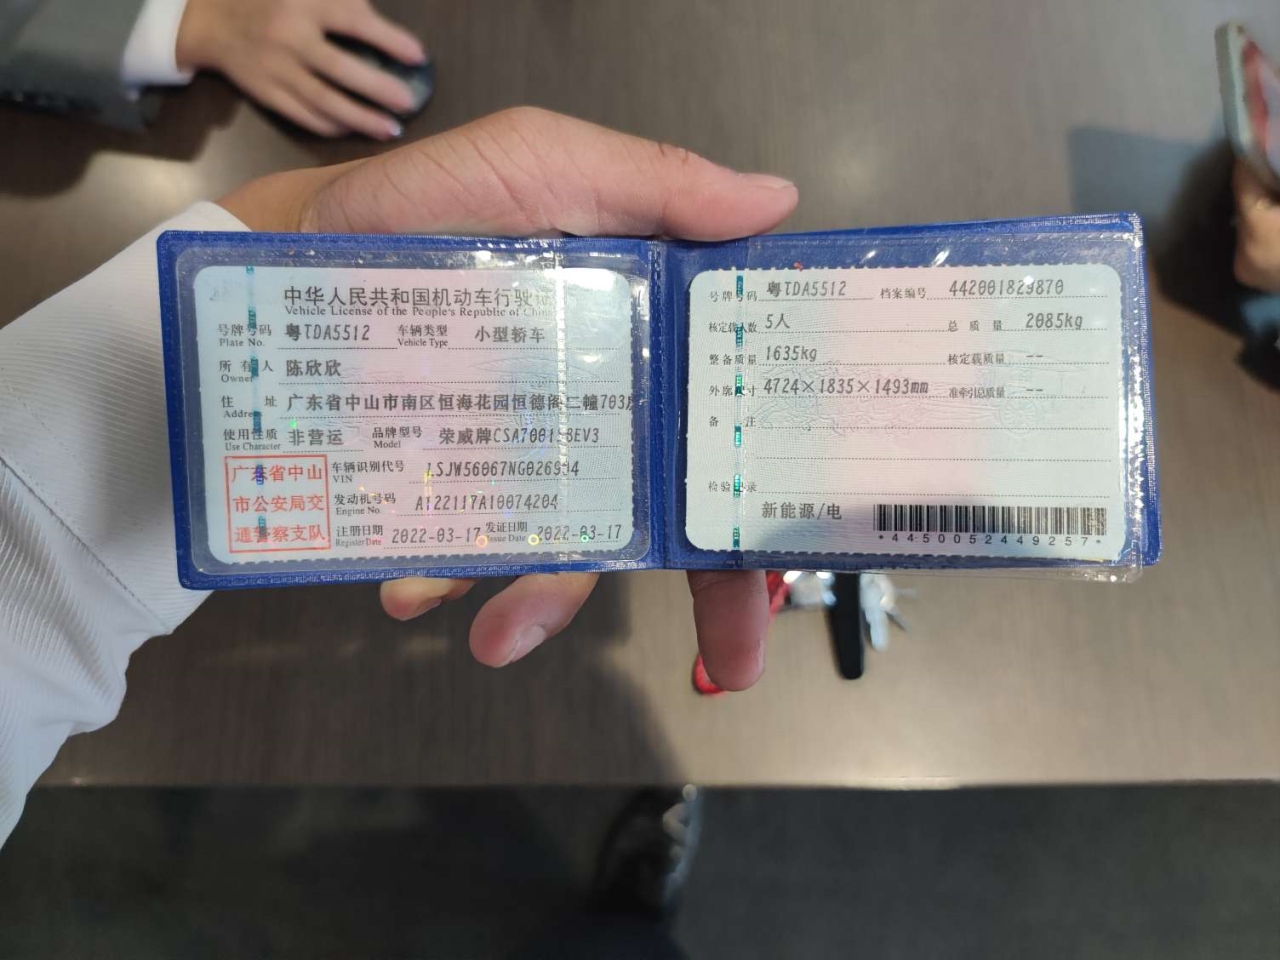 中华人民共和国机动车行驶证
Vehicle License of the People's Republic of China
号牌号码 粤TDA5512 车辆类型 小型轿车
Plate No. Vehicle Type
所有人 陈欣欣
Owner
住址 广东省中山市南区恒海花园恒德阁二幢703房
Address
使用性质 非营运 品牌型号 荣威牌
Use Character Model
广东省中山
市公安局交
通警察支队
车辆识别代号
VIN
发动机号码 A122117A10074204
Engine No.
注册日期 2022-03-17 发证日期 2022-03-17
Register Date Issue Date
号牌号码 粤TDA5512 档案编号 442001829870
核定载人数 5人 总质量 2085kg
整备质量 1635kg 核定载质量 --
外廓尺寸 4724×1835×1493mm 准牵引总质量 --
备注
检验记录
新能源/电
*4450052449257*